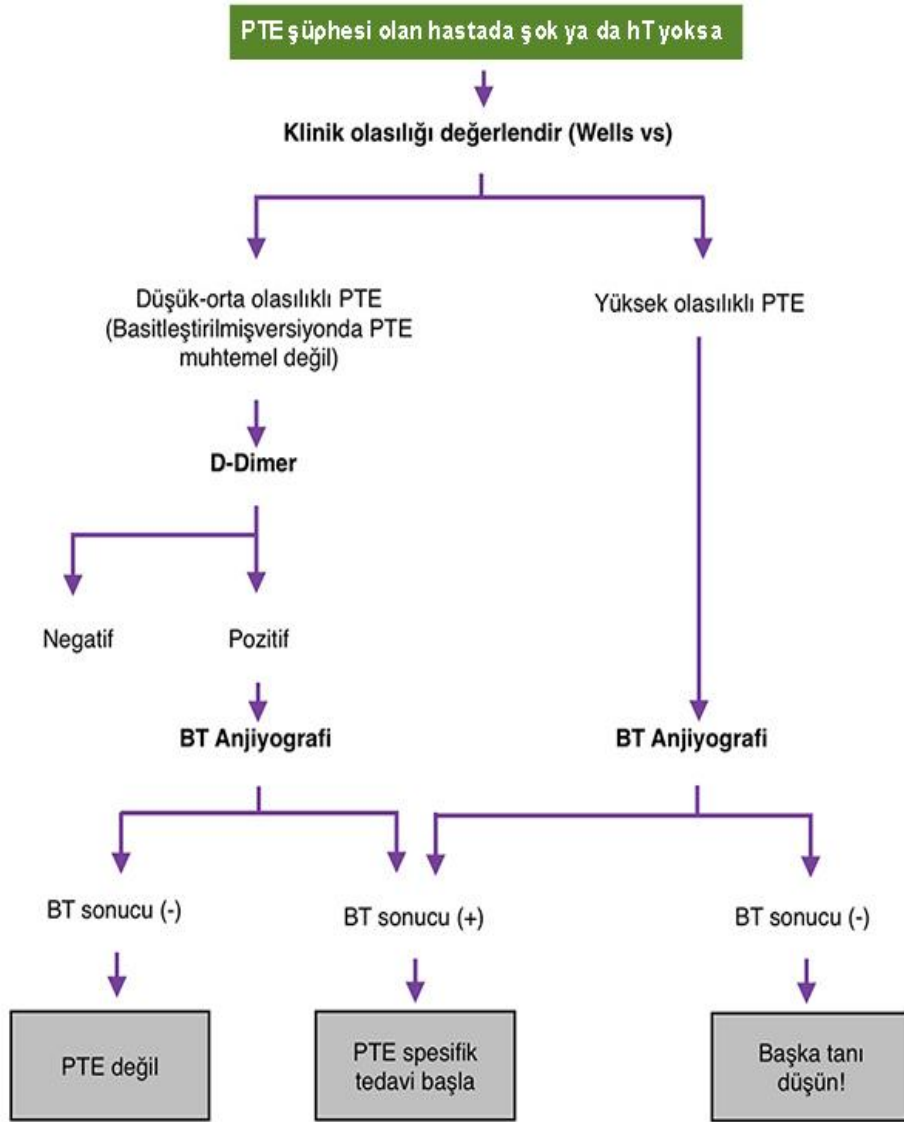 PTE şüphesi olan hastada şok ya da hT yoksa
Klinik olasılığı değerlendir (Wells vs)
Düşük-orta olasılıklı PTE
(Basitleştirilmişversiyonda PTE
muhtemel değil)
Yüksek olasılıklı PTE
D-Dimer
Negatif
Pozitif
BT Anjiyografi
BT Anjiyografi
BT sonucu (-)
BT sonucu (+)
BT sonucu (-)
PTE değil
PTE spesifik
tedavi başla
Başka tanı
düşün!